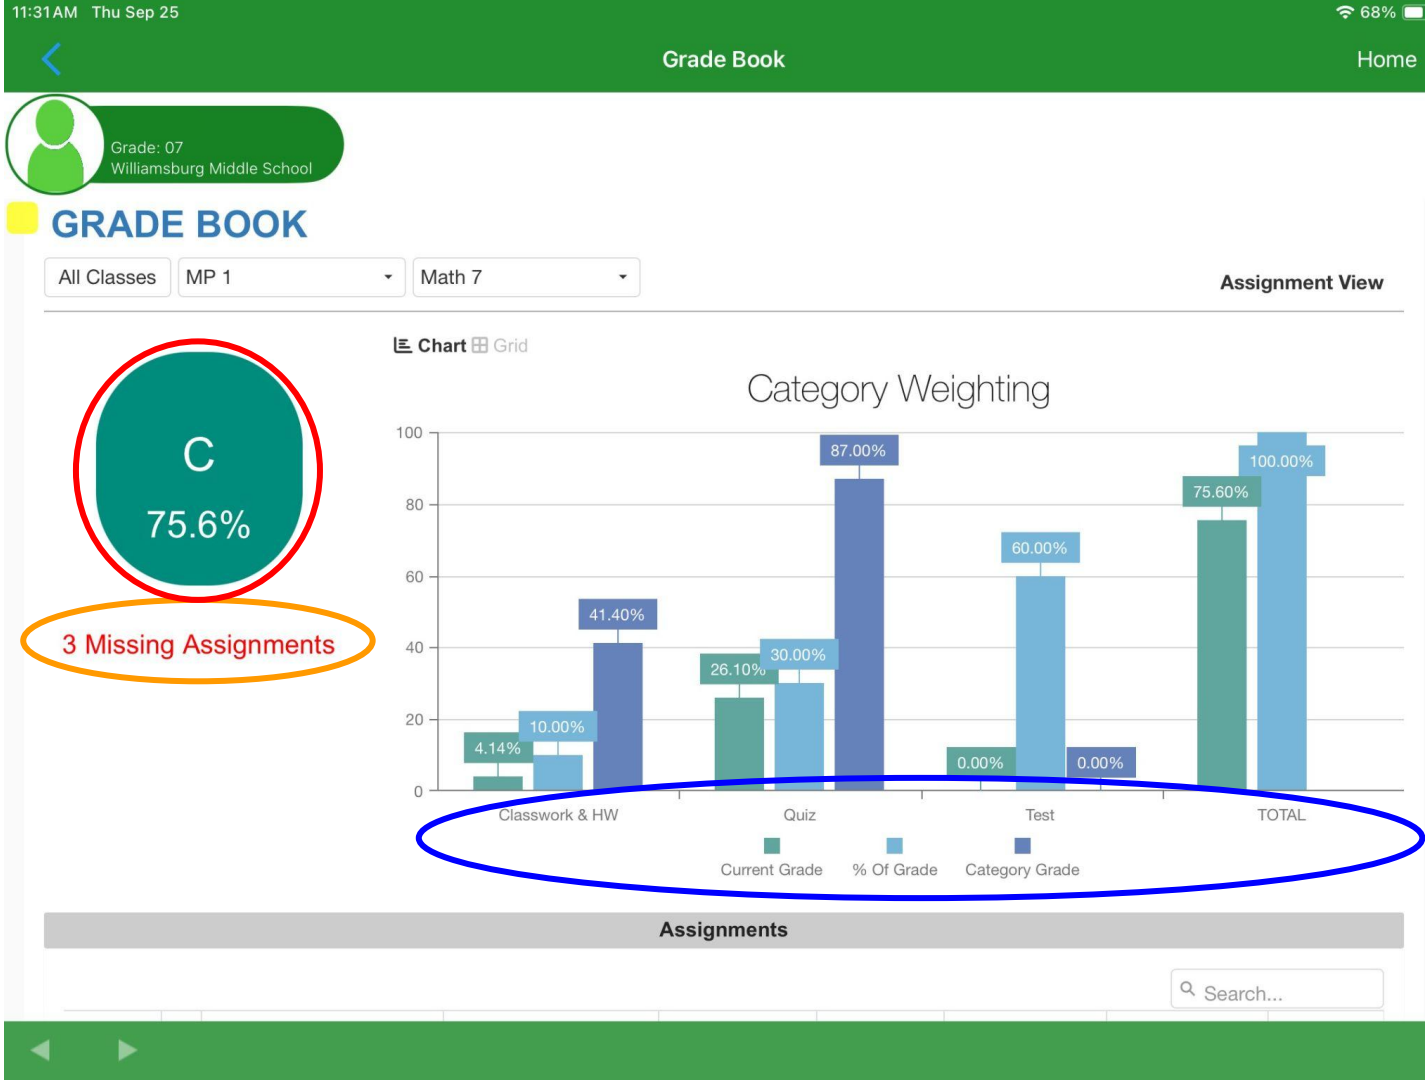 11:31 AM Thu Sep 25 68%
Grade Book Home
Grade: 07
Williamsburg Middle School
GRADE BOOK
All Classes MP 1 Math 7
Assignment View
Chart Grid
Category Weighting
C
75.6%
3 Missing Assignments
100
80
60
40
20
0
4.14% 10.00% 41.40%
26.10% 30.00% 87.00%
0.00% 60.00% 0.00%
75.60% 100.00%
Classwork & HW Quiz Test TOTAL
Current Grade % Of Grade Category Grade
Assignments
Search...